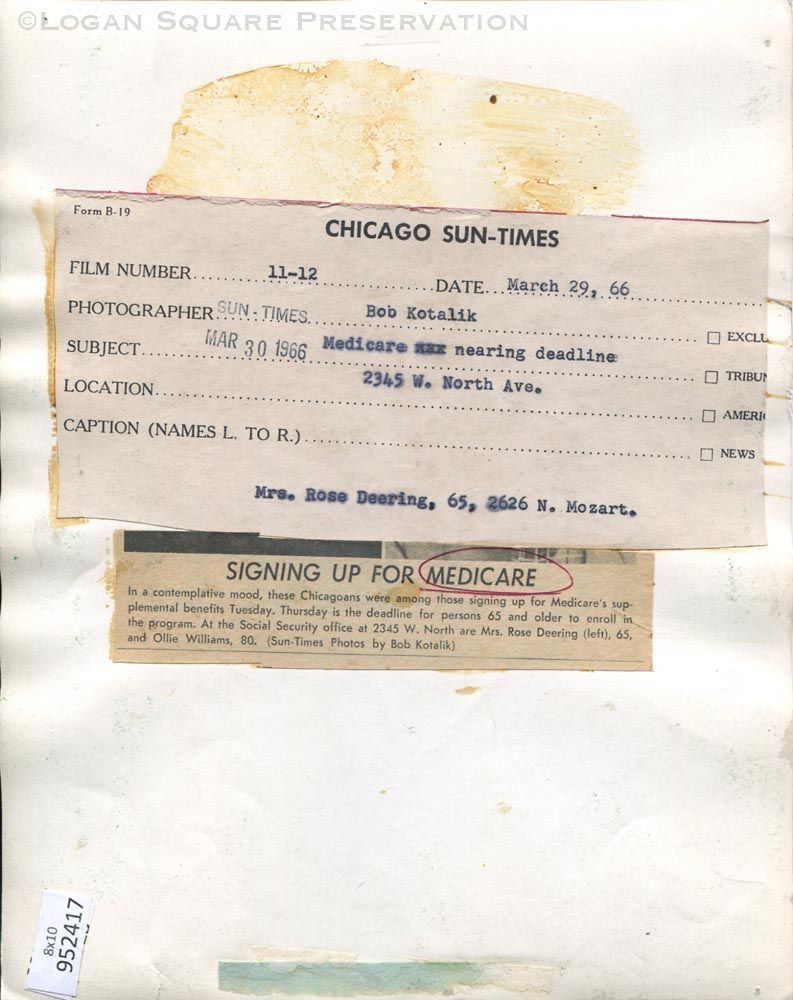 ©Logan Square Preservation
Form B-19
CHICAGO SUN-TIMES
FILM NUMBER 11-12 DATE March 29, 66
PHOTOGRAPHER SUN-TIMES Bob Kotalik
EXCLU
SUBJECT MAR 30 1966 Medicare xxx nearing deadline
TRIBUN
LOCATION 2345 W. North Ave.
AMERI
CAPTION (NAMES L. TO R.)
NEWS
Mrs. Rose Deering, 65, 2626 N. Mozart.
SIGNING UP FOR MEDICARE
In a contemplative mood, these Chicagoans were among those signing up for Medicare's sup-
plemental benefits Tuesday. Thursday is the deadline for persons 65 and older to enroll in
the program. At the Social Security office at 2345 W. North are Mrs. Rose Deering (left), 65,
and Ollie Williams, 80. (Sun-Times Photos by Bob Kotalik)
8x10
952417